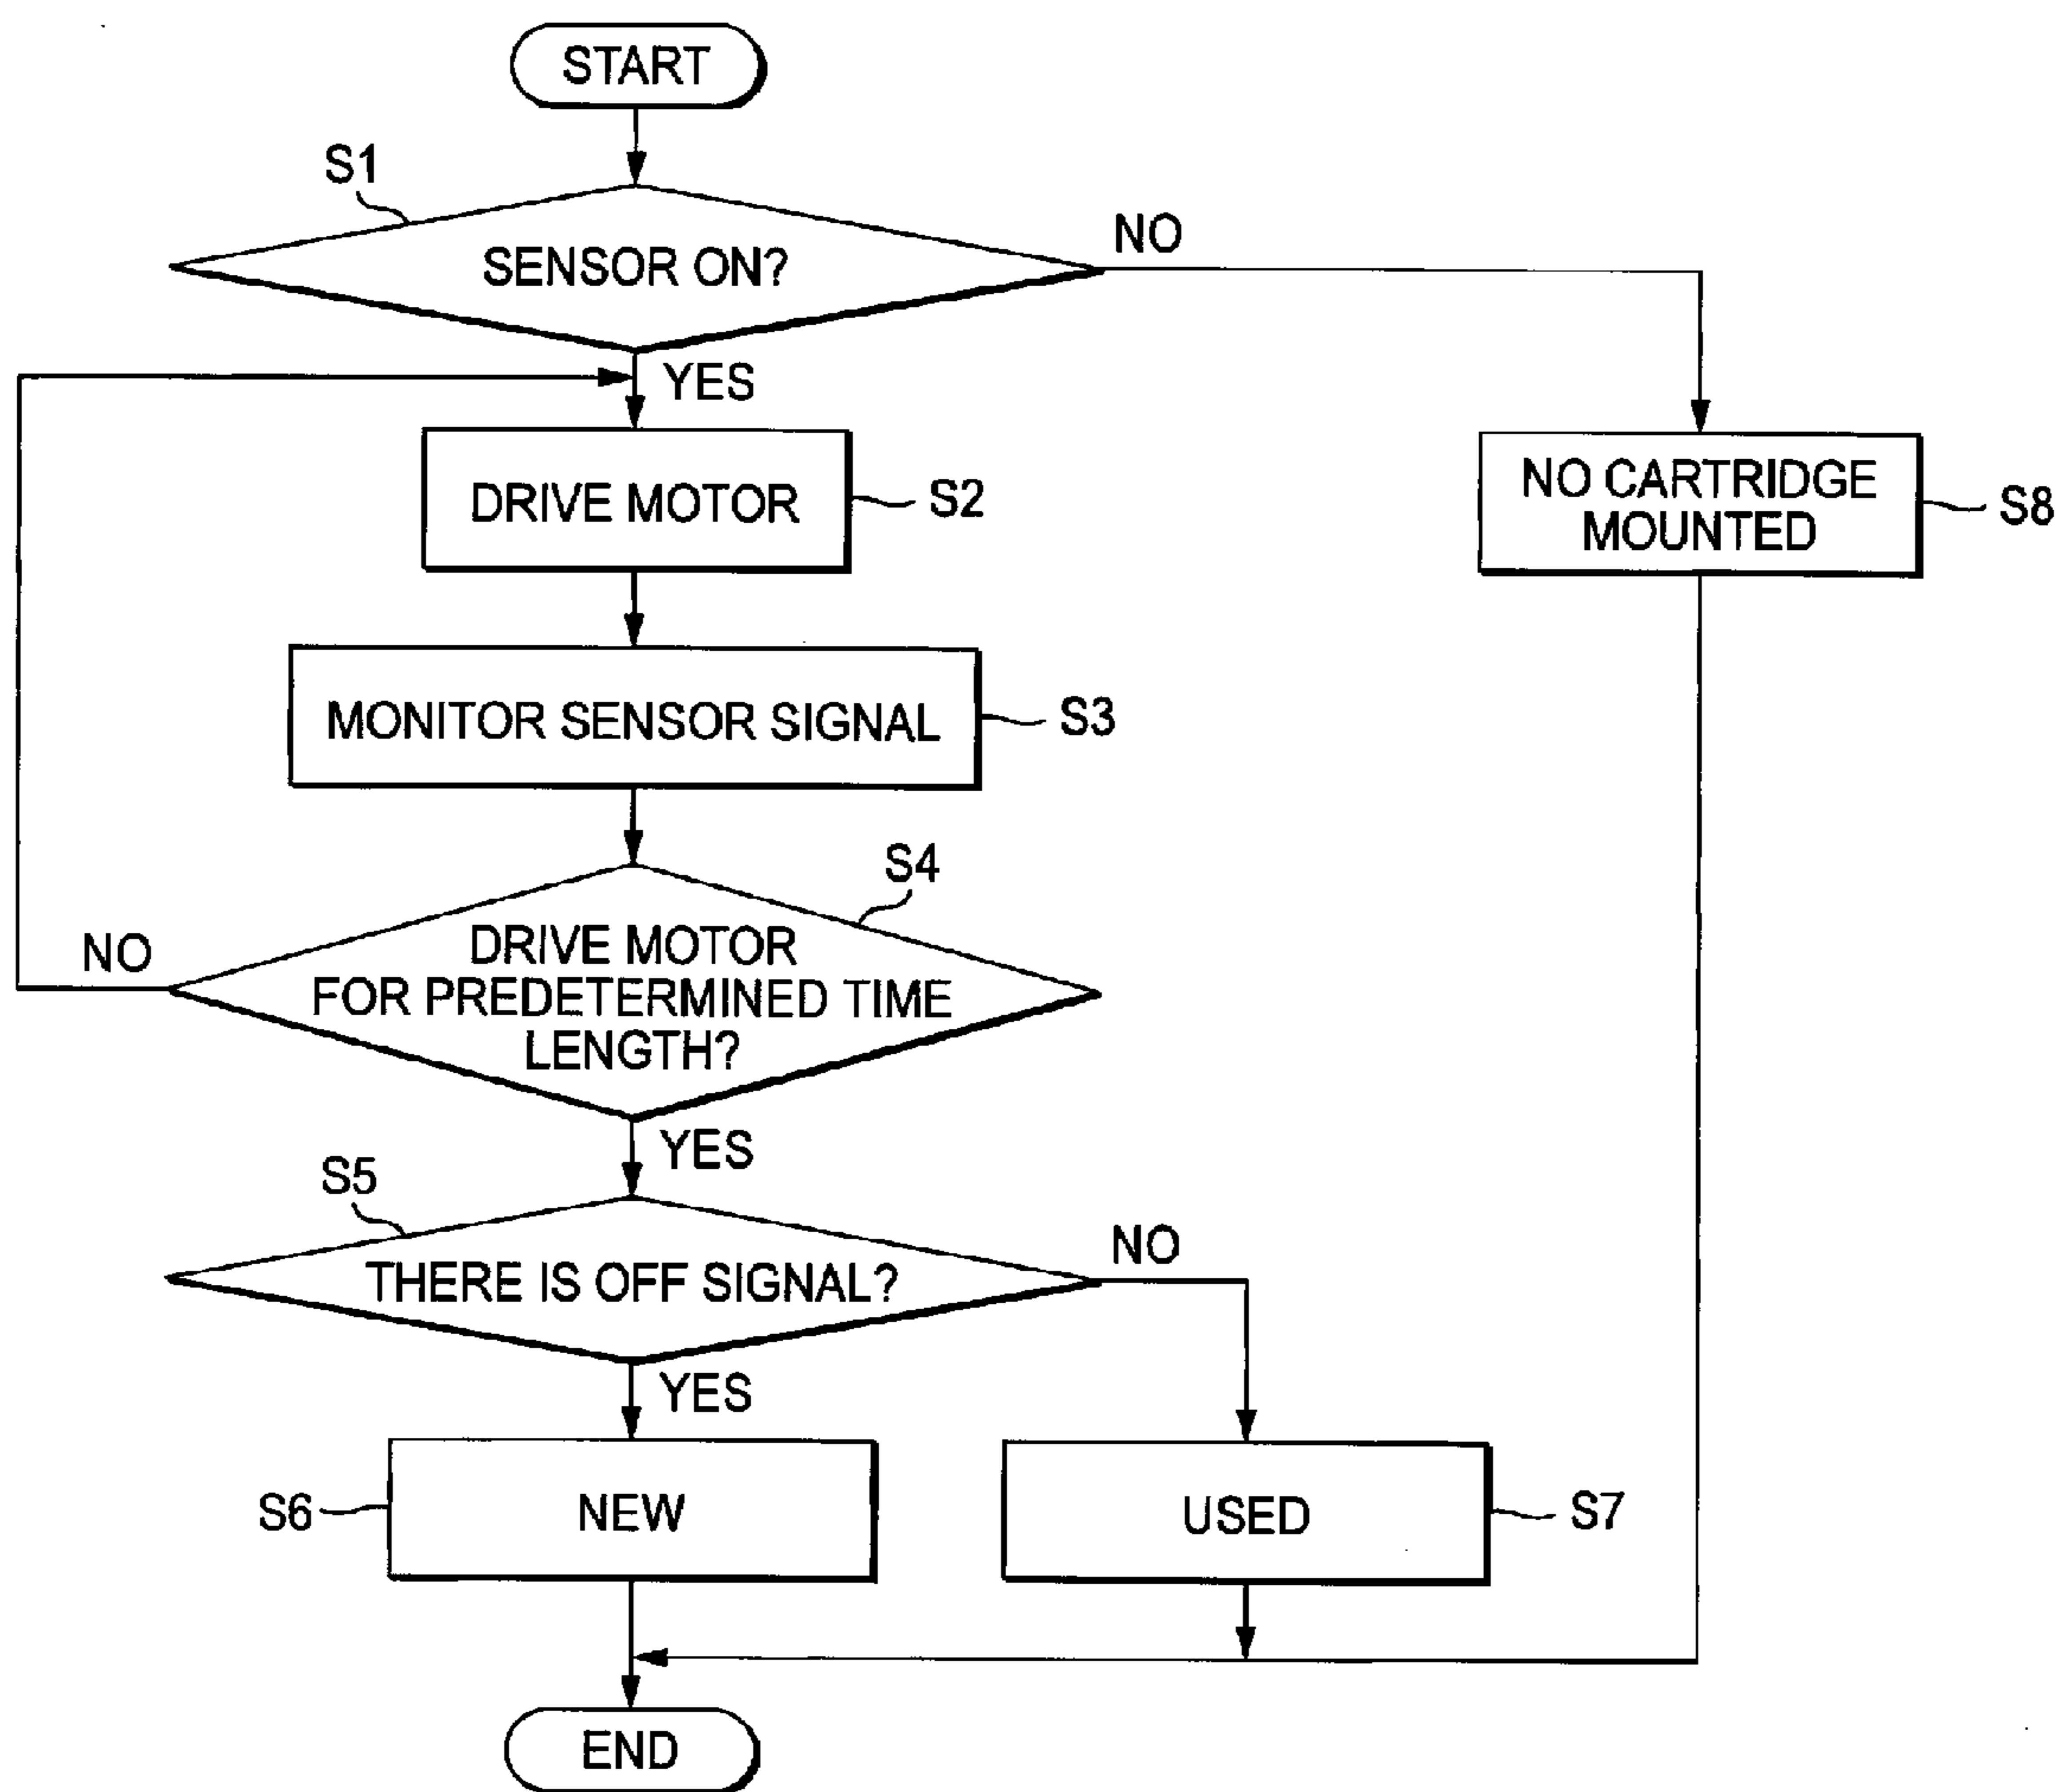 START
S1
SENSOR ON?
NO
YES
DRIVE MOTOR
S2
NO CARTRIDGE
MOUNTED
S8
MONITOR SENSOR SIGNAL
S3
S4
DRIVE MOTOR
FOR PREDETERMINED TIME
LENGTH?
NO
YES
S5
THERE IS OFF SIGNAL?
NO
YES
S6
NEW
USED
S7
END